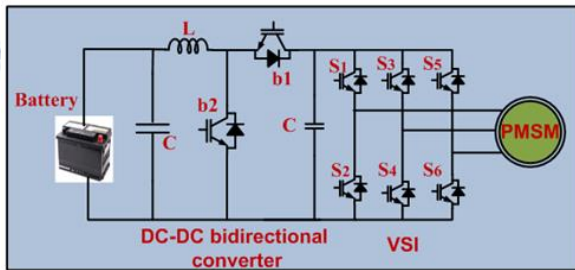 L
b1
S1
S3
S5
Battery
b2
C
C
PMSM
S2
S4
S6
DC-DC bidirectional
converter
VSI